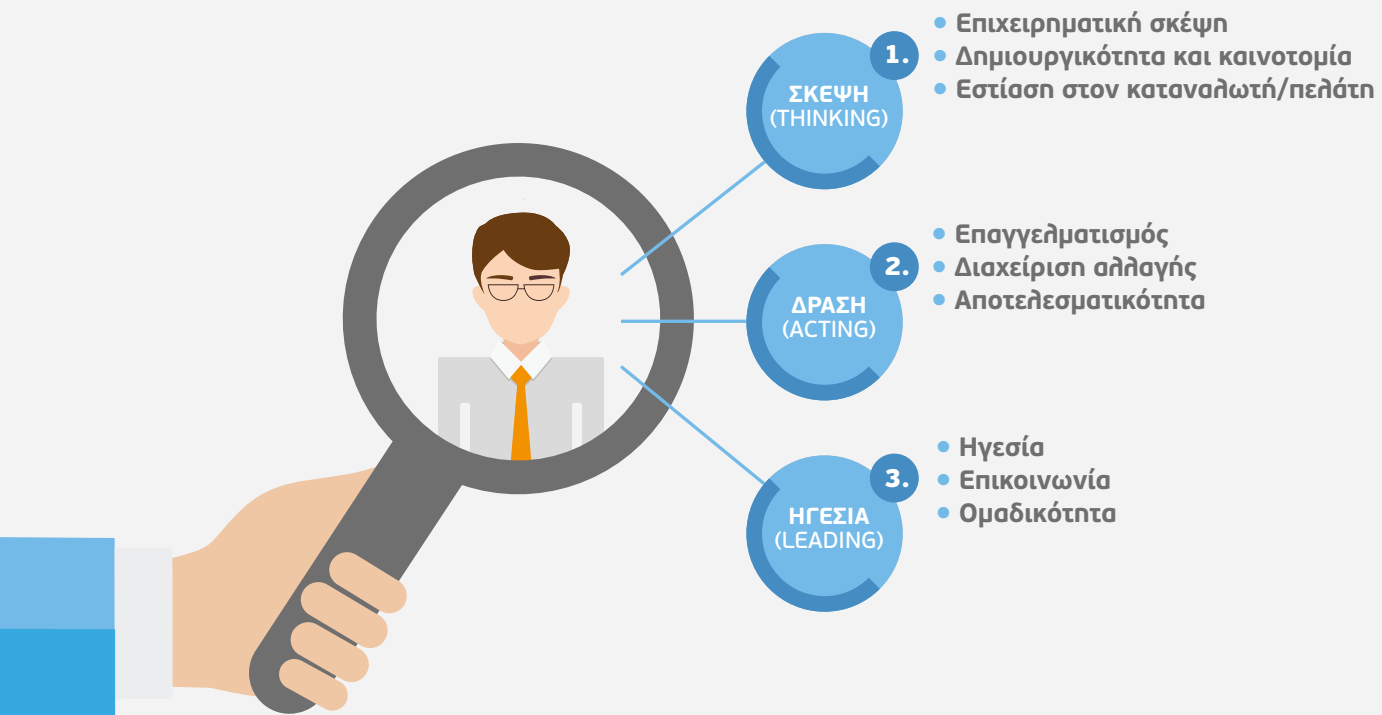 1.
ΣΚΕΨΗ
(THINKING)
• Επιχειρηματική σκέψη
• Δημιουργικότητα και καινοτομία
• Εστίαση στον καταναλωτή/πελάτη
2.
ΔΡΑΣΗ
(ACTING)
• Επαγγελματισμός
• Διαχείριση αλλαγής
• Αποτελεσματικότητα
3.
ΗΓΕΣΙΑ
(LEADING)
• Ηγεσία
• Επικοινωνία
• Ομαδικότητα